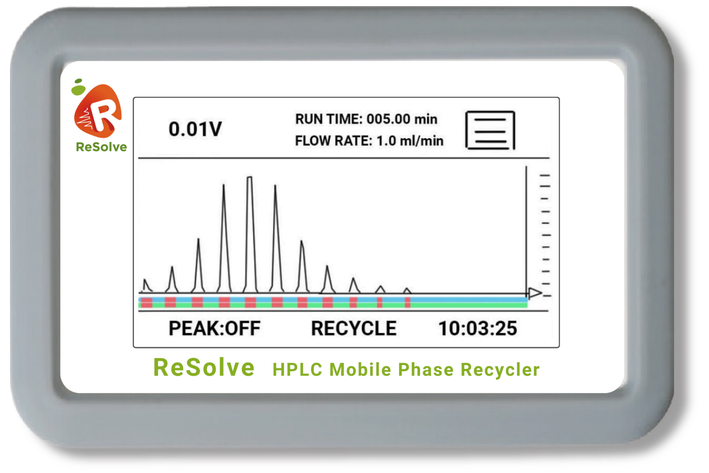 R
ReSolve
0.01V
RUN TIME: 005.00 min
FLOW RATE: 1.0 ml/min
PEAK:OFF RECYCLE 10:03:25
ReSolve HPLC Mobile Phase Recycler